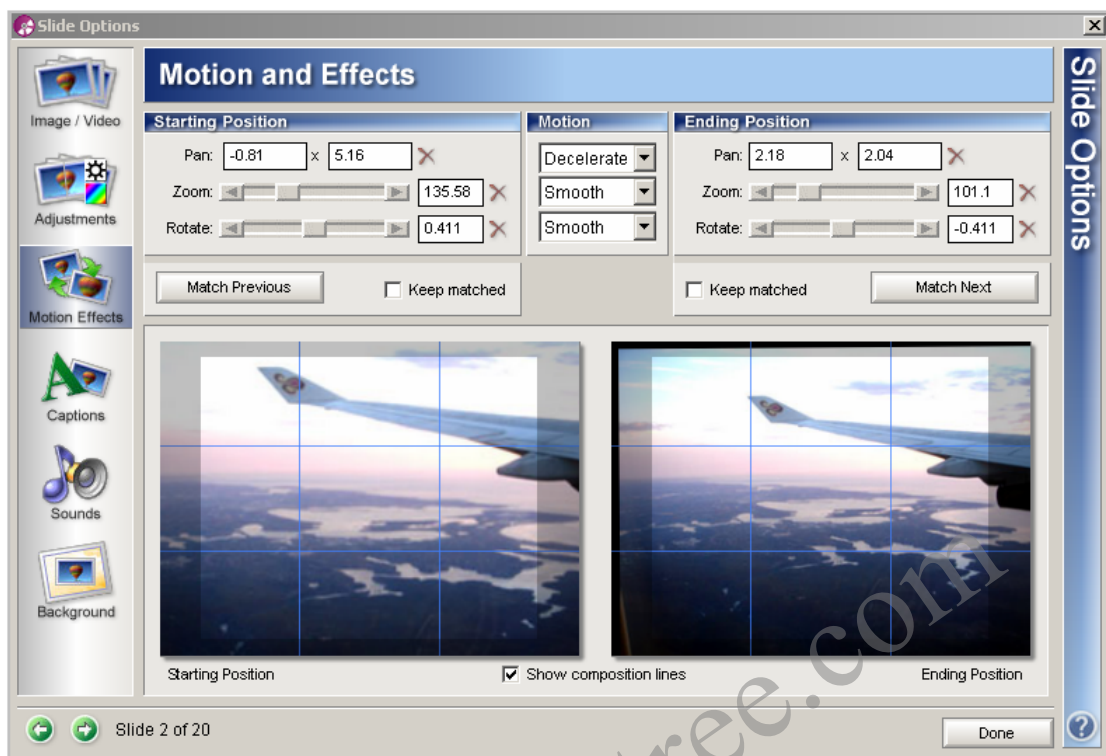 Slide Options
Motion and Effects
Slide Options
Image / Video
Adjustments
Motion Effects
Captions
Sounds
Background
Starting Position
Pan: -0.81 x 5.16
Zoom: 135.58
Rotate: 0.411
Match Previous
Keep matched
Motion
Decelerate
Smooth
Smooth
Ending Position
Pan: 2.18 x 2.04
Zoom: 101.1
Rotate: -0.411
Keep matched
Match Next
Starting Position
Show composition lines
Ending Position
Slide 2 of 20
Done
?
tree.com